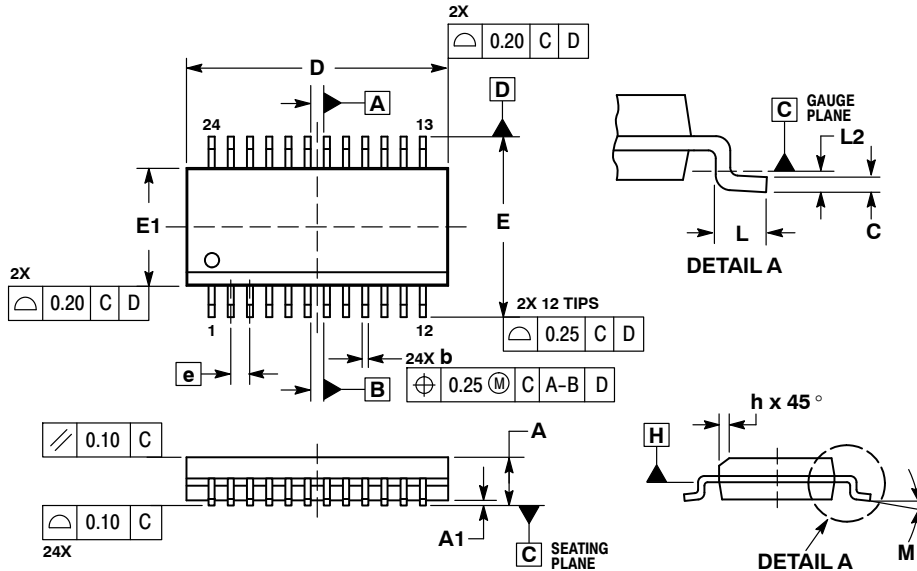 2X
⌓ 0.20 C D
D
A
D
24
13
E1
E
2X
⌓ 0.20 C D
1
12
2X 12 TIPS
⌓ 0.25 C D
e
24X b
B
⌖ 0.25 Ⓜ C A-B D
C GAUGE
PLANE
L2
L
C
DETAIL A
⫽ 0.10 C
A
⌓ 0.10 C
24X
A1
C SEATING
PLANE
h x 45°
H
M
DETAIL A